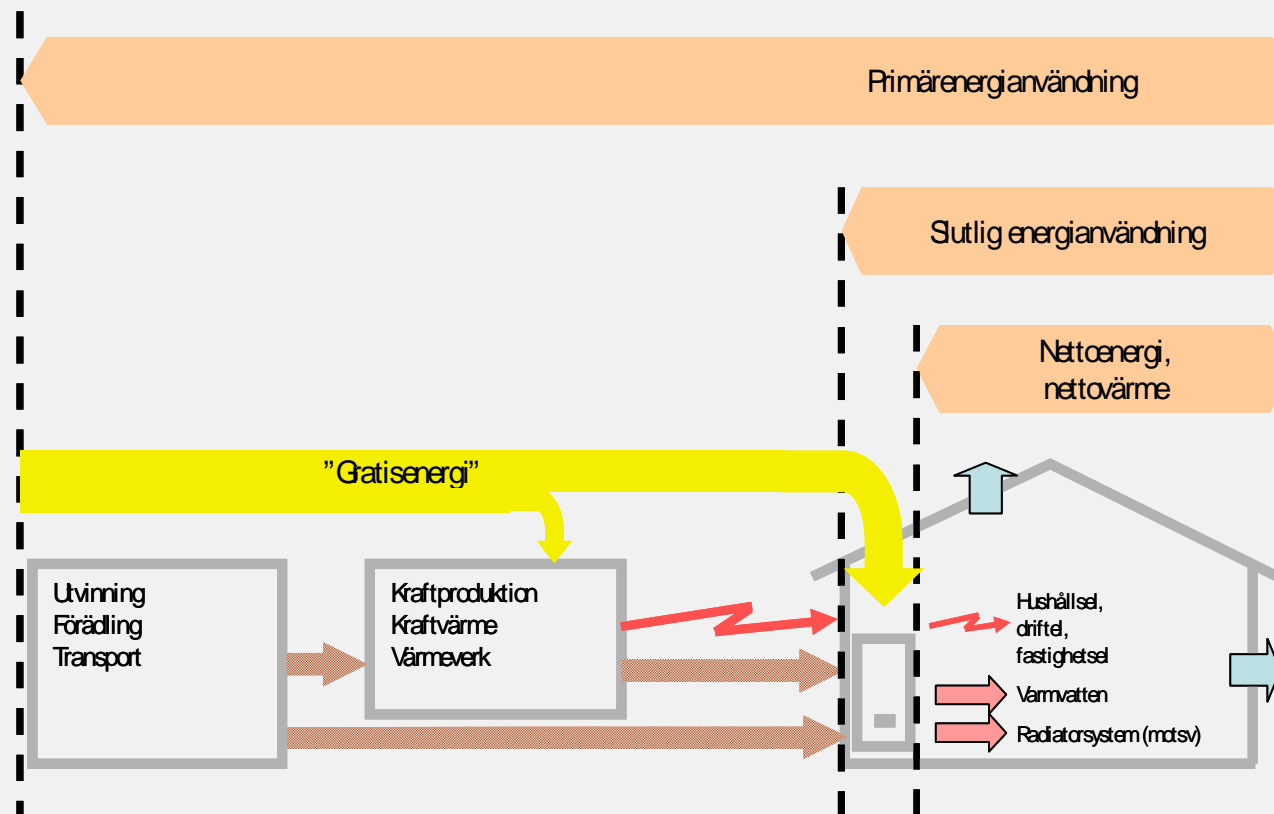 Primärenergianvändning
Slutlig energianvändning
Nettoenergi,
nettovärme
"Gratisenergi"
Utvinning
Förädling
Transport
Kraftproduktion
Kraftvärme
Värmeverk
Hushållsel,
driftel,
fastighetsel
Varmvatten
Radiatorsystem (motsv)